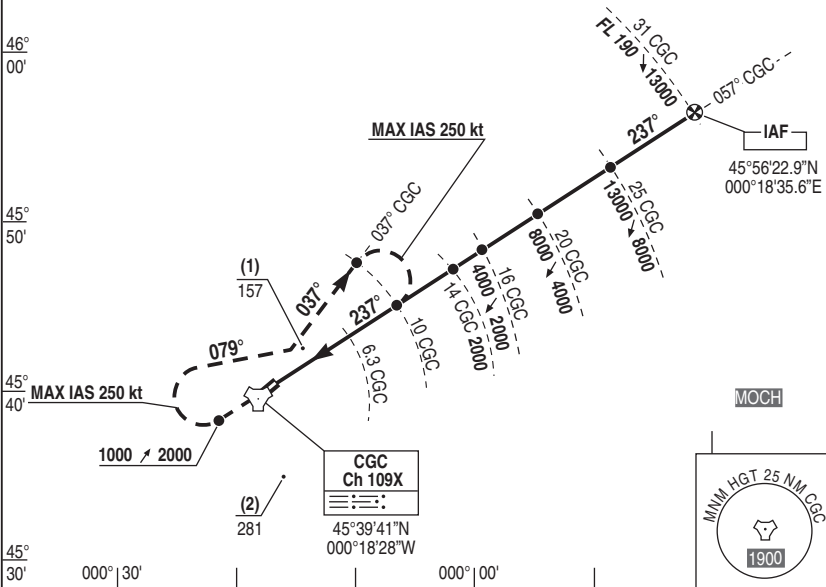 46°
00'
31 CGC
FL 190 ↓ 13000
057° CGC
IAF
45°56'22.9"N
000°18'35.6"E
237°
MAX IAS 250 kt
25 CGC
13000 ↓ 8000
45°
50'
037° CGC
20 CGC
8000 ↙ 4000
(1)
157
16 CGC
4000 ↙ 2000
037°
237°
14 CGC 2000
10 CGC
079°
6.3 CGC
45°
40'
MAX IAS 250 kt
MOCH
1000 ↗ 2000
CGC
Ch 109X
45°39'41"N
000°18'28"W
(2)
281
MNM HGT 25 NM CGC
1900
45°
30'
000°30'
000°00'